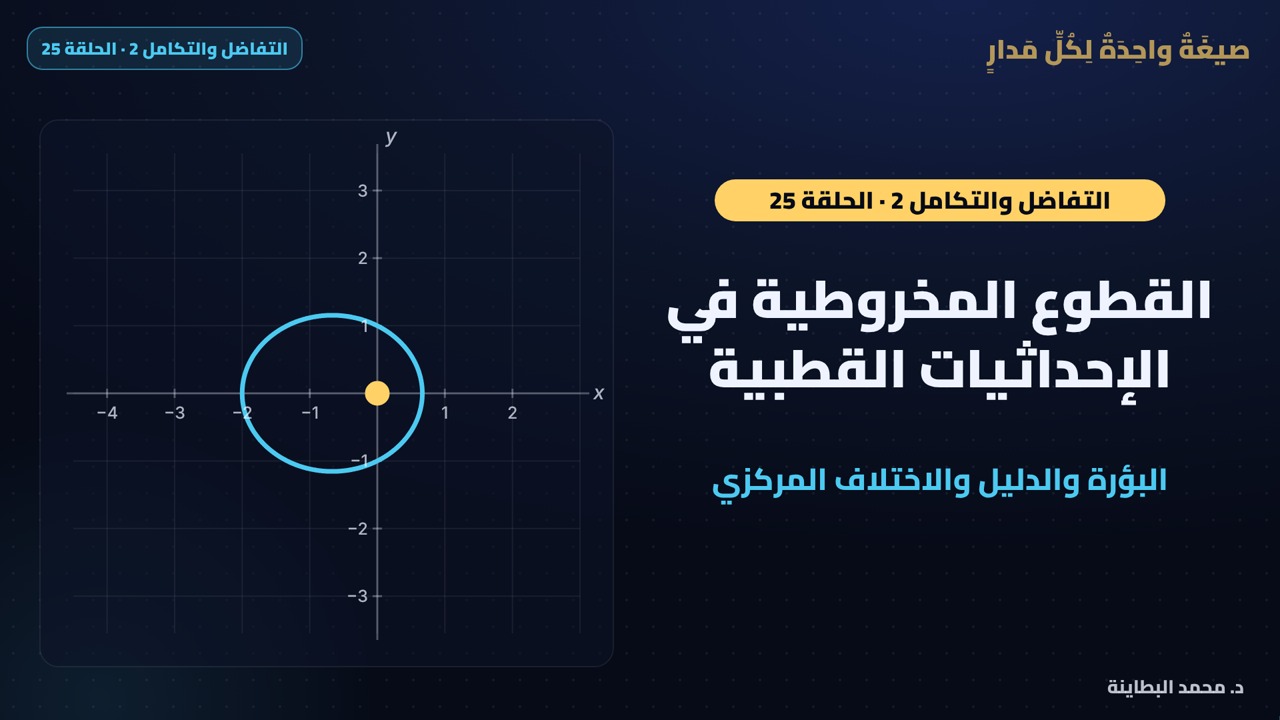 صيغَةٌ واحِدَةٌ لِكُلِّ مَدارٍ
التفاضل والتكامل 2 · الحلقة 25
التفاضل والتكامل 2 · الحلقة 25
القطوع المخروطية في
الإحداثيات القطبية
البؤرة والدليل والاختلاف المركزي
y
3
2
1
−4 −3 −2 −1 1 2 x
−1
−2
−3
د. محمد البطاينة